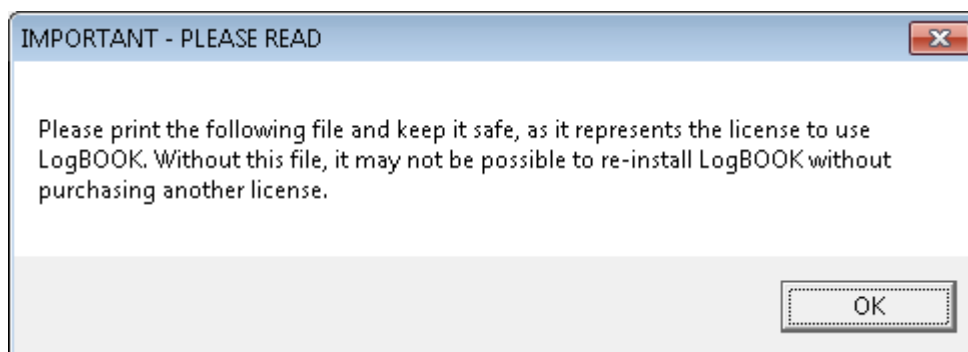 IMPORTANT - PLEASE READ
Please print the following file and keep it safe, as it represents the license to use
LogBOOK. Without this file, it may not be possible to re-install LogBOOK without
purchasing another license.
OK